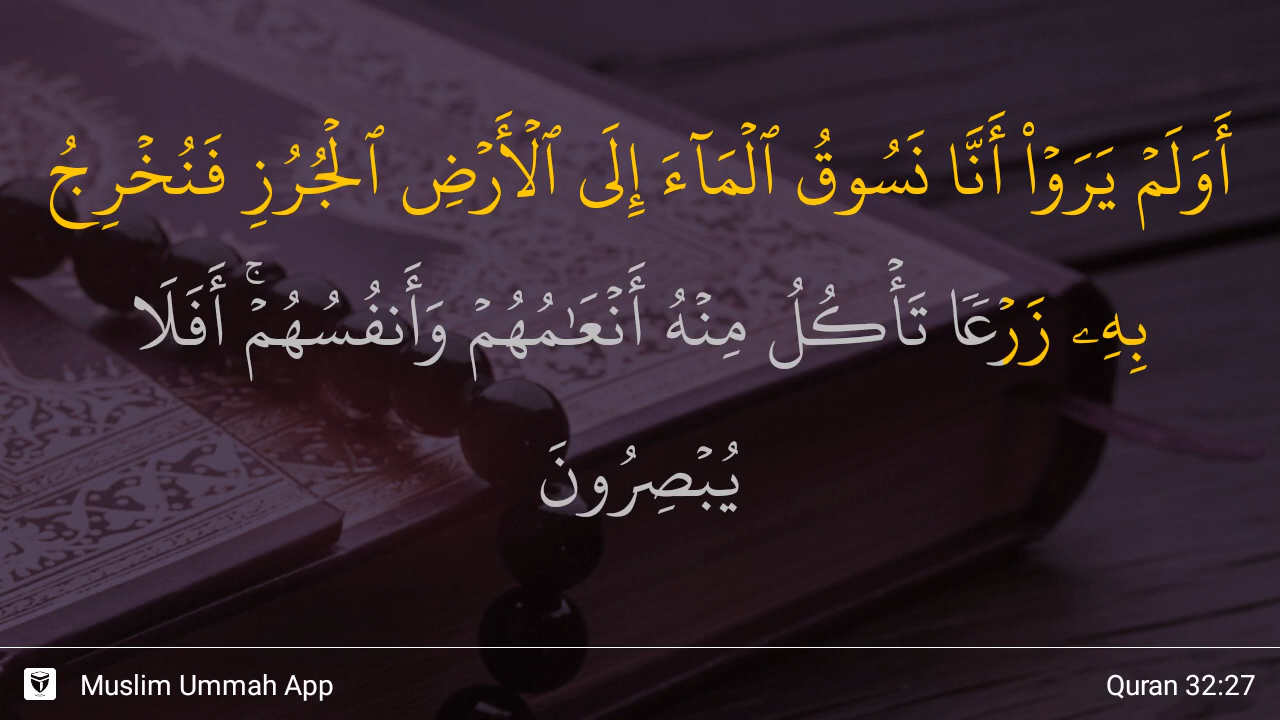 أَوَلَمْ يَرَوْا۟ أَنَّا نَسُوقُ ٱلْمَآءَ إِلَى ٱلْأَرْضِ ٱلْجُرُزِ فَنُخْرِجُ
بِهِۦ زَرْعًا تَأْكُلُ مِنْهُ أَنْعَـٰمُهُمْ وَأَنفُسُهُمْ ۚ أَفَلَا
يُبْصِرُونَ
Muslim Ummah App
Quran 32:27